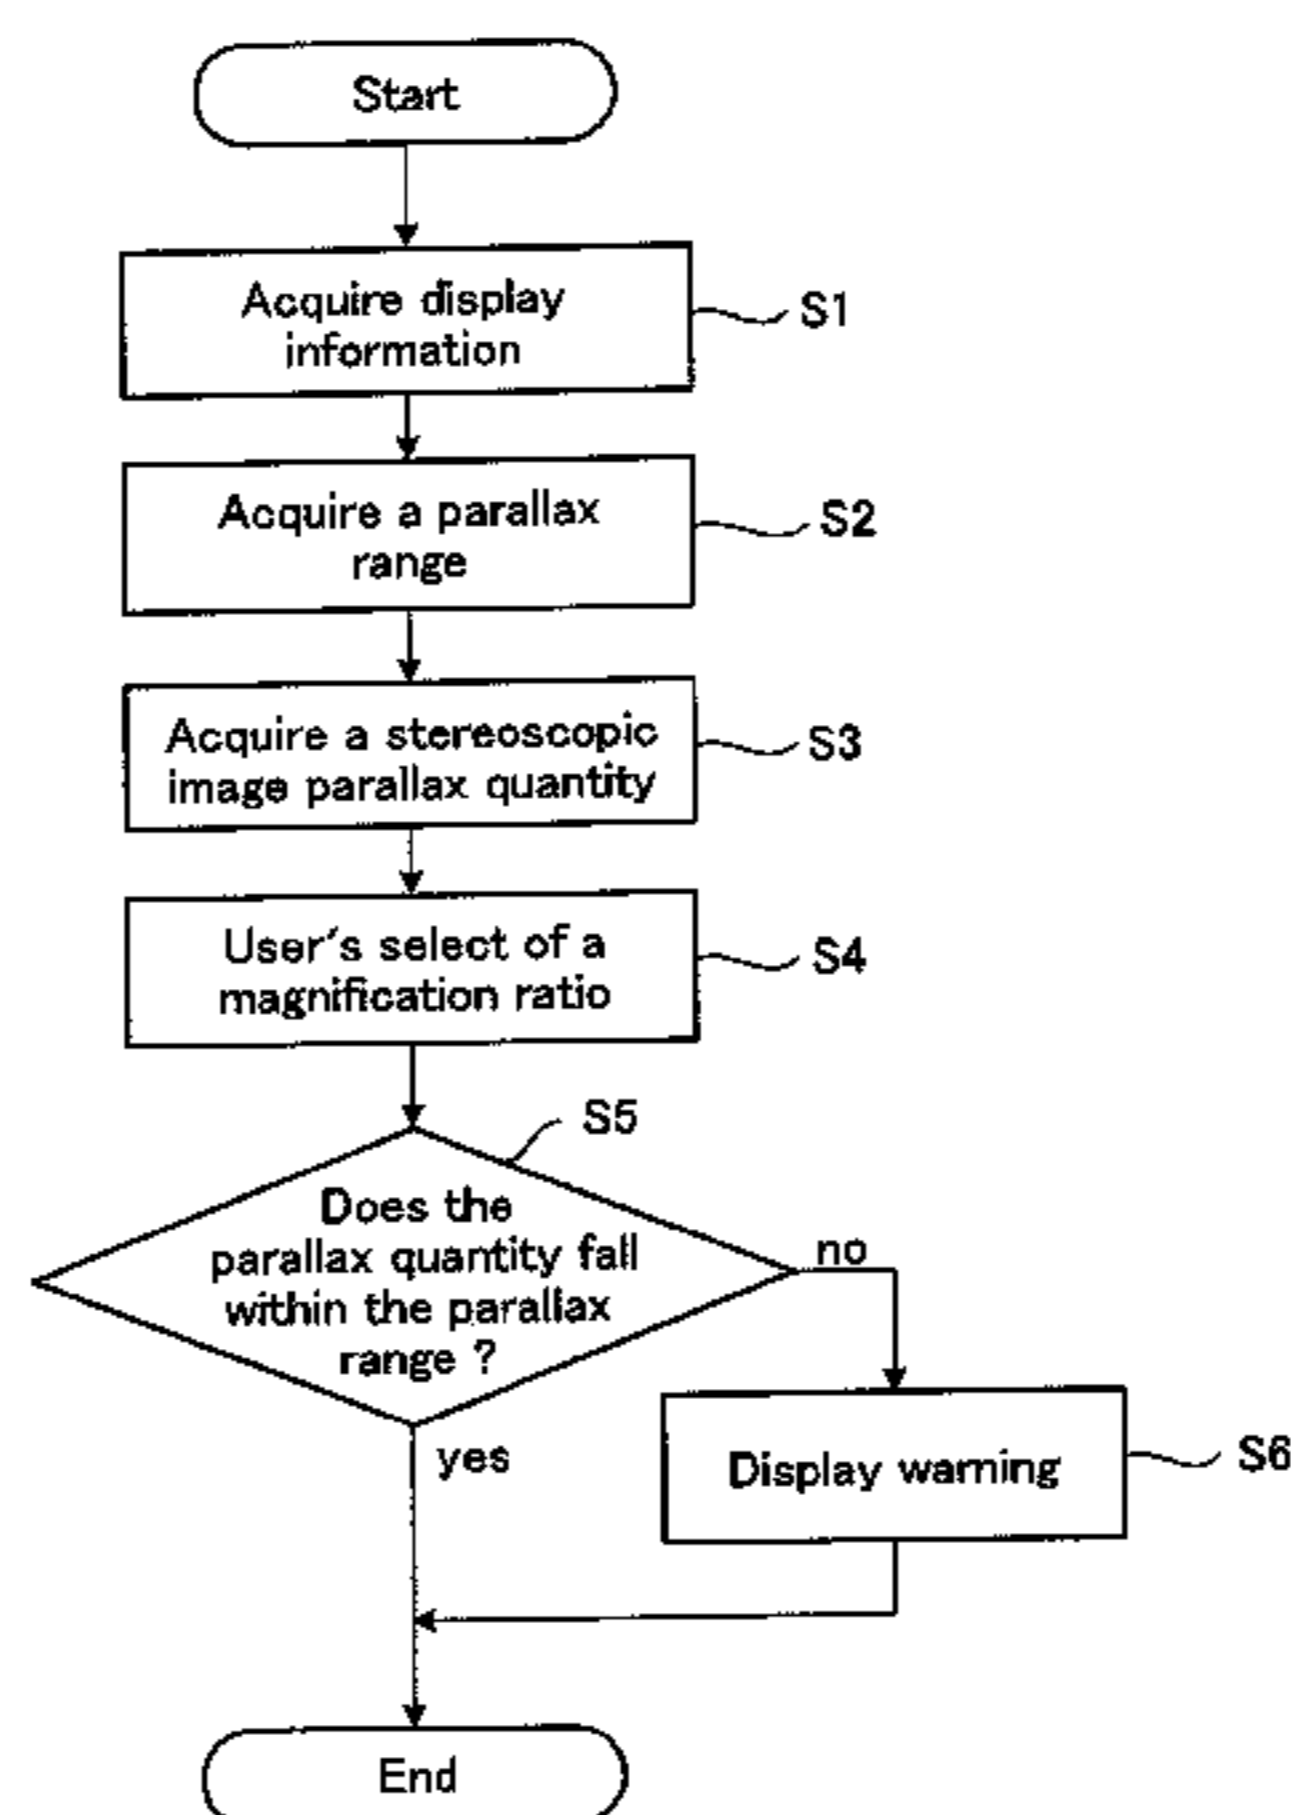 Start
Acquire display
information
S1
Acquire a parallax
range
S2
Acquire a stereoscopic
image parallax quantity
S3
User's select of a
magnification ratio
S4
S5
Does the
parallax quantity fall
within the parallax
range ?
no
yes
Display warning
S6
End